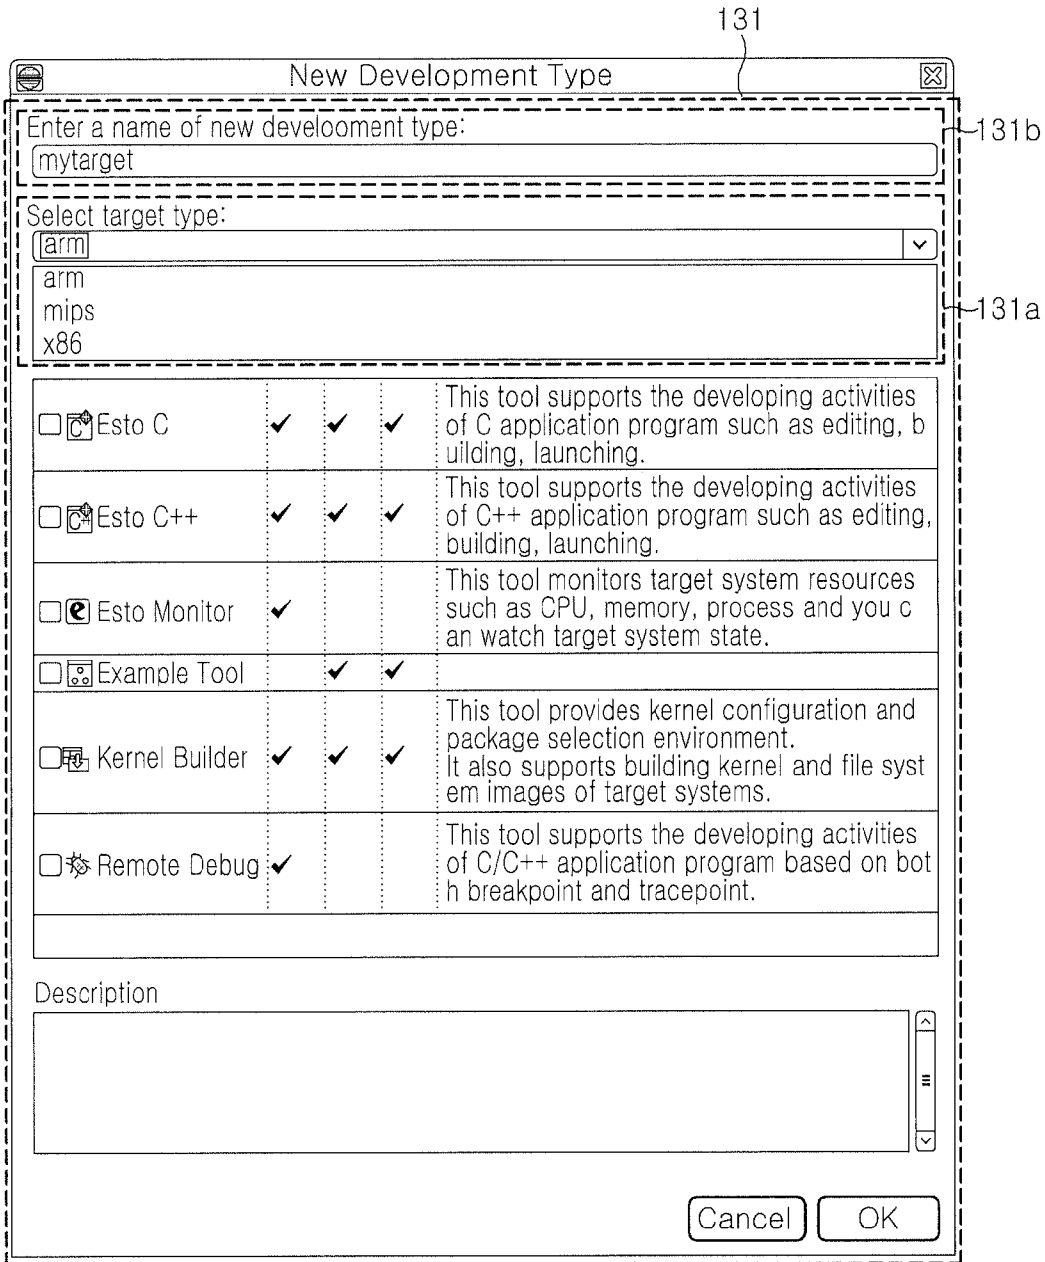 131
New Development Type
Enter a name of new develooment type:
131b
mytarget
Select target type:
arm
arm
mips
131a
x86
Esto C
This tool supports the developing activities
of C application program such as editing, b
uilding, launching.
Esto C++
This tool supports the developing activities
of C++ application program such as editing,
building, launching.
Esto Monitor
This tool monitors target system resources
such as CPU, memory, process and you c
an watch target system state.
Example Tool
Kernel Builder
This tool provides kernel configuration and
package selection environment.
It also supports building kernel and file syst
em images of target systems.
Remote Debug
This tool supports the developing activities
of C/C++ application program based on bot
h breakpoint and tracepoint.
Description
Cancel
OK